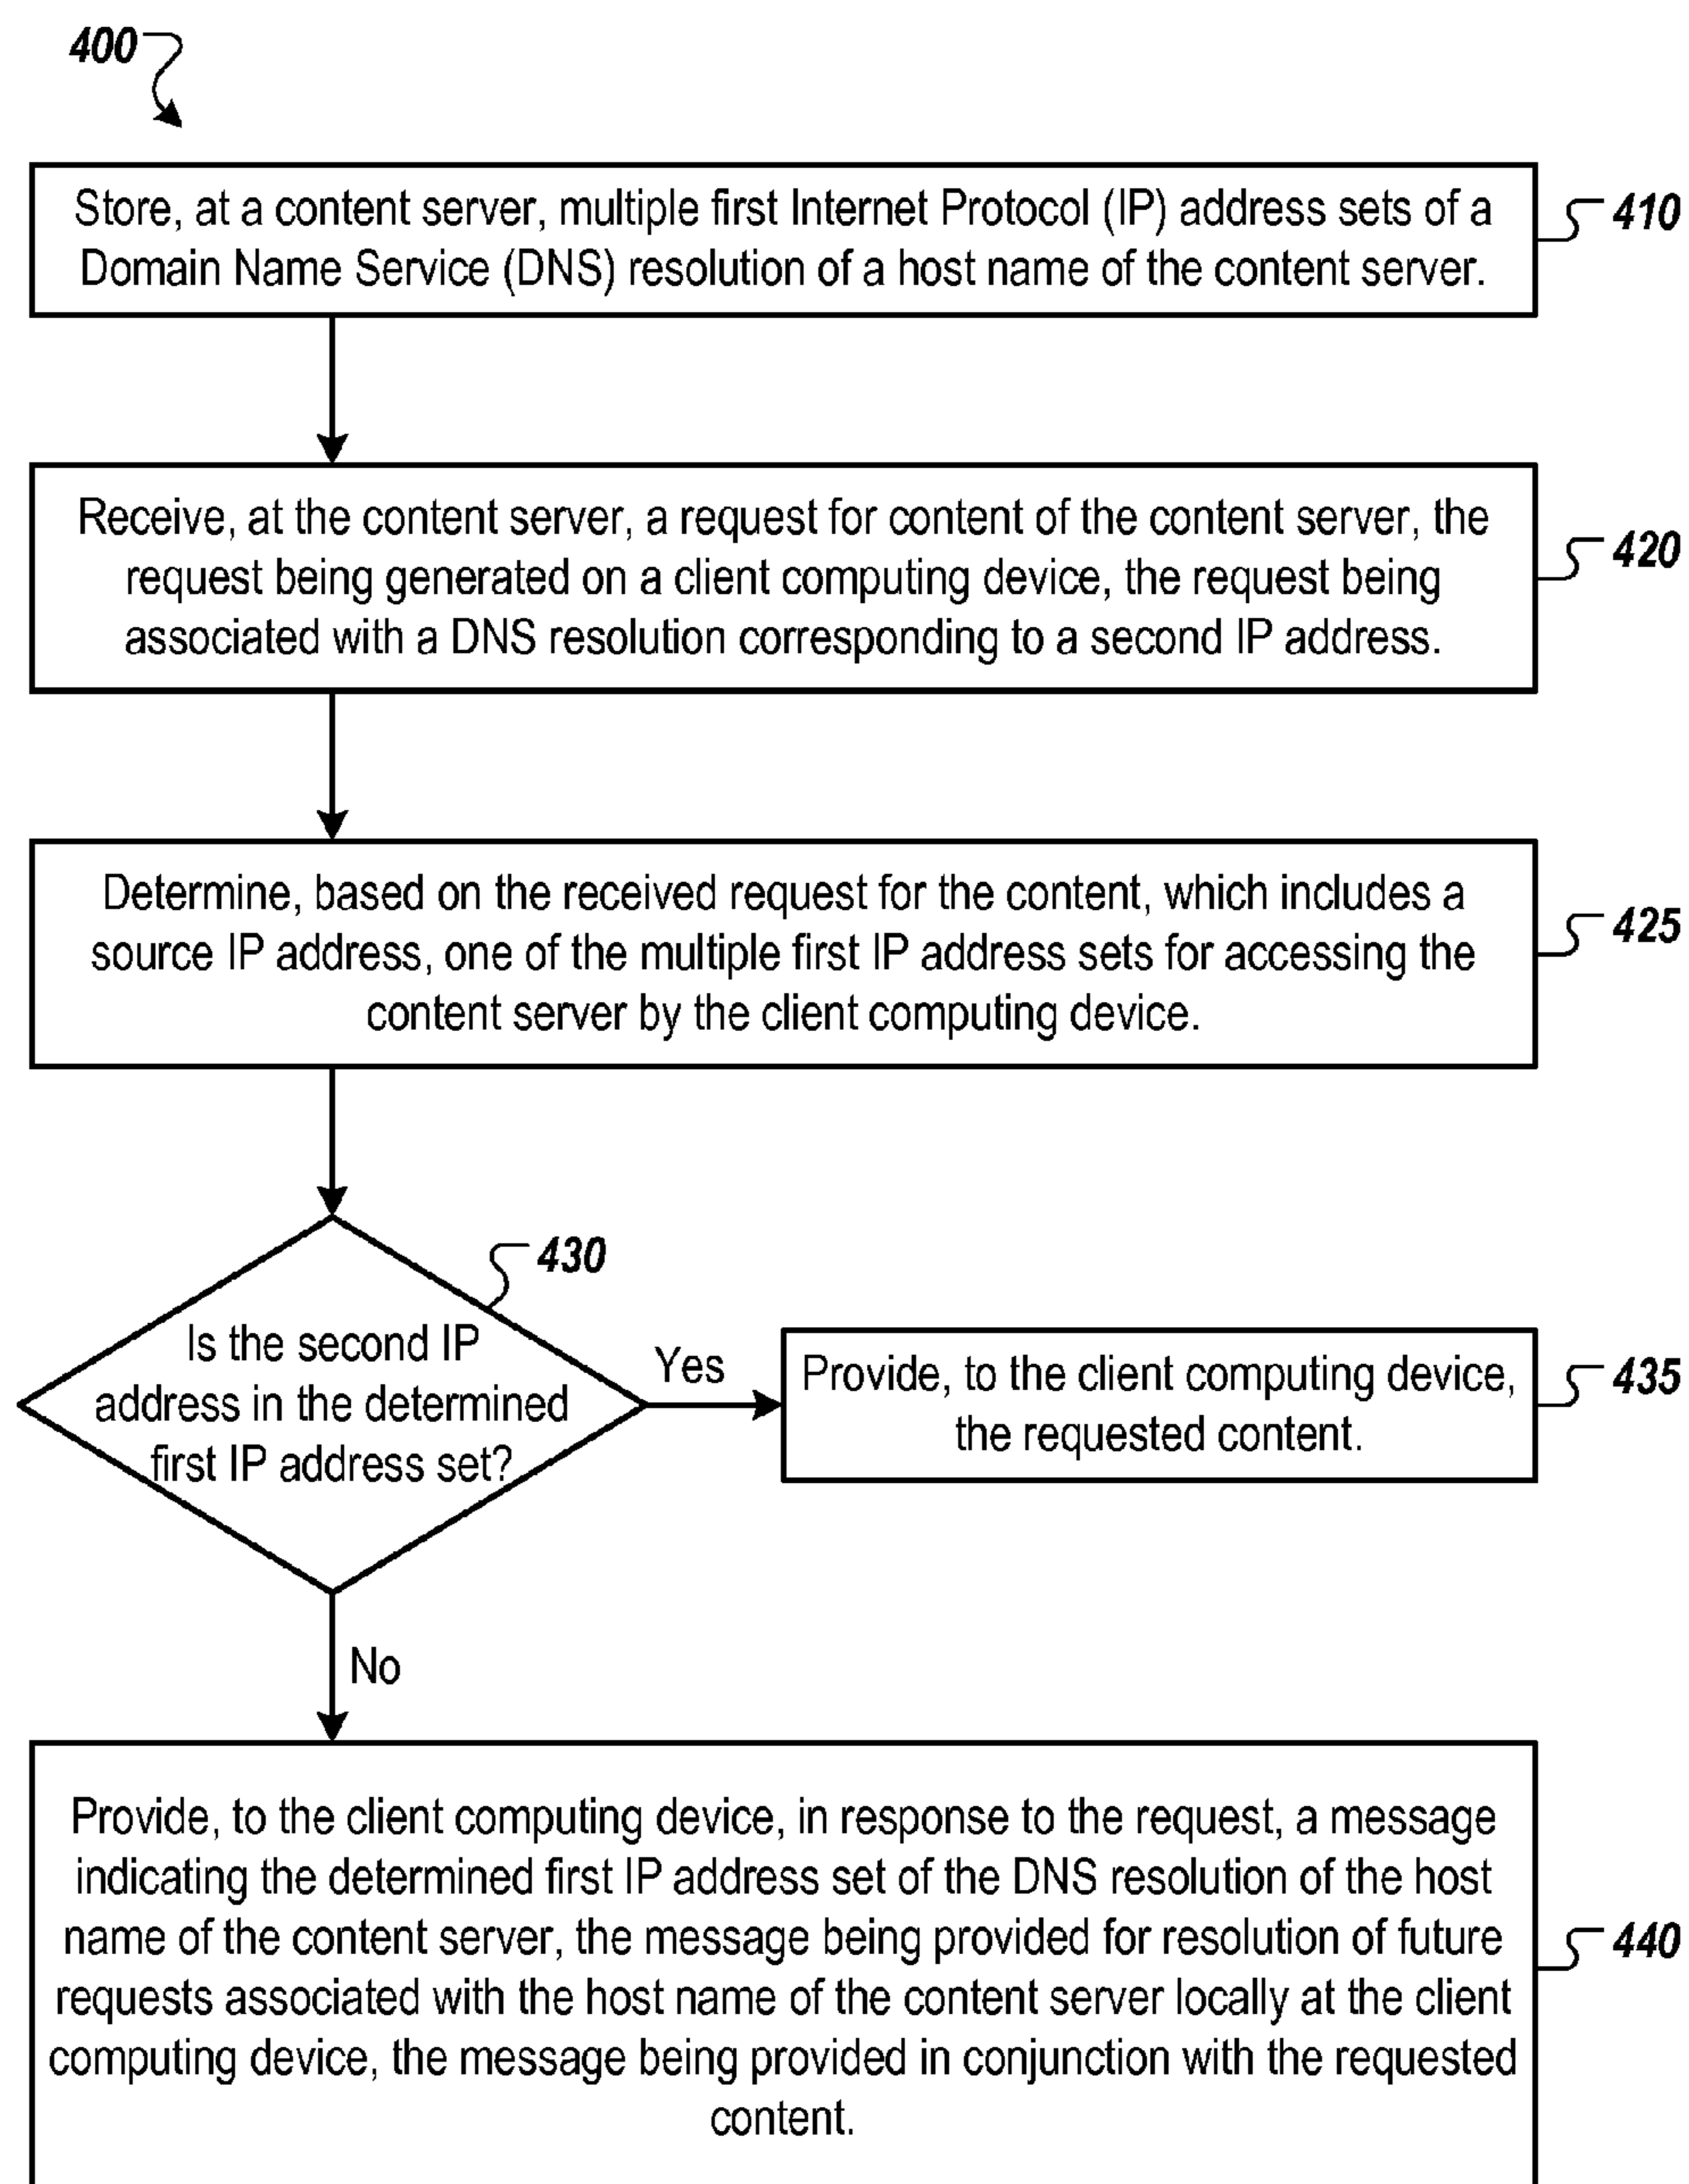 400
Store, at a content server, multiple first Internet Protocol (IP) address sets of a
Domain Name Service (DNS) resolution of a host name of the content server.
410
Receive, at the content server, a request for content of the content server, the
request being generated on a client computing device, the request being
associated with a DNS resolution corresponding to a second IP address.
420
Determine, based on the received request for the content, which includes a
source IP address, one of the multiple first IP address sets for accessing the
content server by the client computing device.
425
430
Is the second IP
address in the determined
first IP address set?
Yes
Provide, to the client computing device,
the requested content.
435
No
Provide, to the client computing device, in response to the request, a message
indicating the determined first IP address set of the DNS resolution of the host
name of the content server, the message being provided for resolution of future
requests associated with the host name of the content server locally at the client
computing device, the message being provided in conjunction with the requested
content.
440